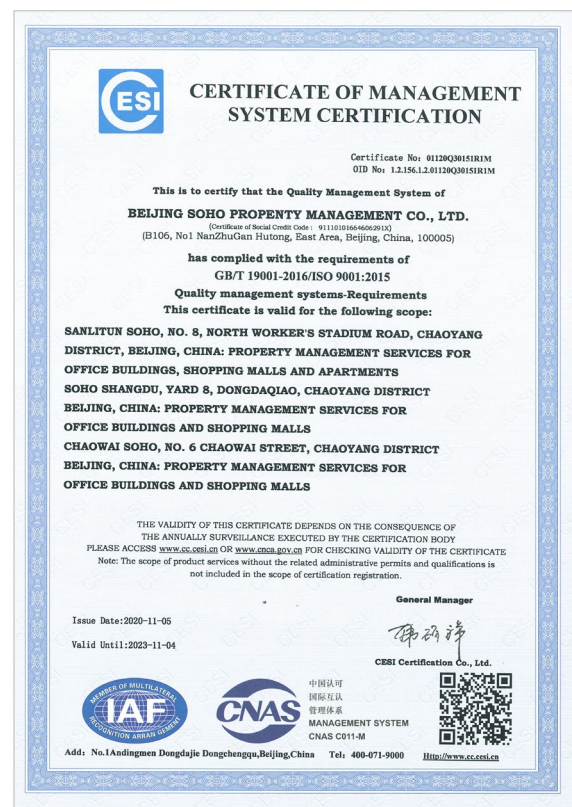 CESI
CERTIFICATE OF MANAGEMENT
SYSTEM CERTIFICATION
Certificate No: 01120Q30151R1M
OID No: 1.2.156.1.2.01120Q30151R1M
This is to certify that the Quality Management System of
BEIJING SOHO PROPENTY MANAGEMENT CO., LTD.
(Certificate of Social Credit Code : 91110101664606291X)
(B106, No1 NanZhuGan Hutong, East Area, Beijing, China, 100005)
has complied with the requirements of
GB/T 19001-2016/ISO 9001:2015
Quality management systems-Requirements
This certificate is valid for the following scope:
SANLITUN SOHO, NO. 8, NORTH WORKER'S STADIUM ROAD, CHAOYANG
DISTRICT, BEIJING, CHINA: PROPERTY MANAGEMENT SERVICES FOR
OFFICE BUILDINGS, SHOPPING MALLS AND APARTMENTS
SOHO SHANGDU, YARD 8, DONGDAQIAO, CHAOYANG DISTRICT
BEIJING, CHINA: PROPERTY MANAGEMENT SERVICES FOR
OFFICE BUILDINGS AND SHOPPING MALLS
CHAOWAI SOHO, NO. 6 CHAOWAI STREET, CHAOYANG DISTRICT
BEIJING, CHINA: PROPERTY MANAGEMENT SERVICES FOR
OFFICE BUILDINGS AND SHOPPING MALLS
THE VALIDITY OF THIS CERTIFICATE DEPENDS ON THE CONSEQUENCE OF
THE ANNUALLY SURVEILLANCE EXECUTED BY THE CERTIFICATION BODY
PLEASE ACCESS www.cc.cesi.cn OR www.cnca.gov.cn FOR CHECKING VALIDITY OF THE CERTIFICATE
Note: The scope of product services without the related administrative permits and qualifications is
not included in the scope of certification registration.
General Manager
Issue Date:2020-11-05
Valid Until:2023-11-04
CESI Certification Co., Ltd.
MEMBER OF MULTILATERAL
IAF
RECOGNITION ARRANGEMENT
CNAS
中国认可
国际互认
管理体系
MANAGEMENT SYSTEM
CNAS C011-M
Add: No.1Andingmen Dongdajie Dongchengqu,Beijing,China Tel: 400-071-9000 Http://www.cc.cesi.cn